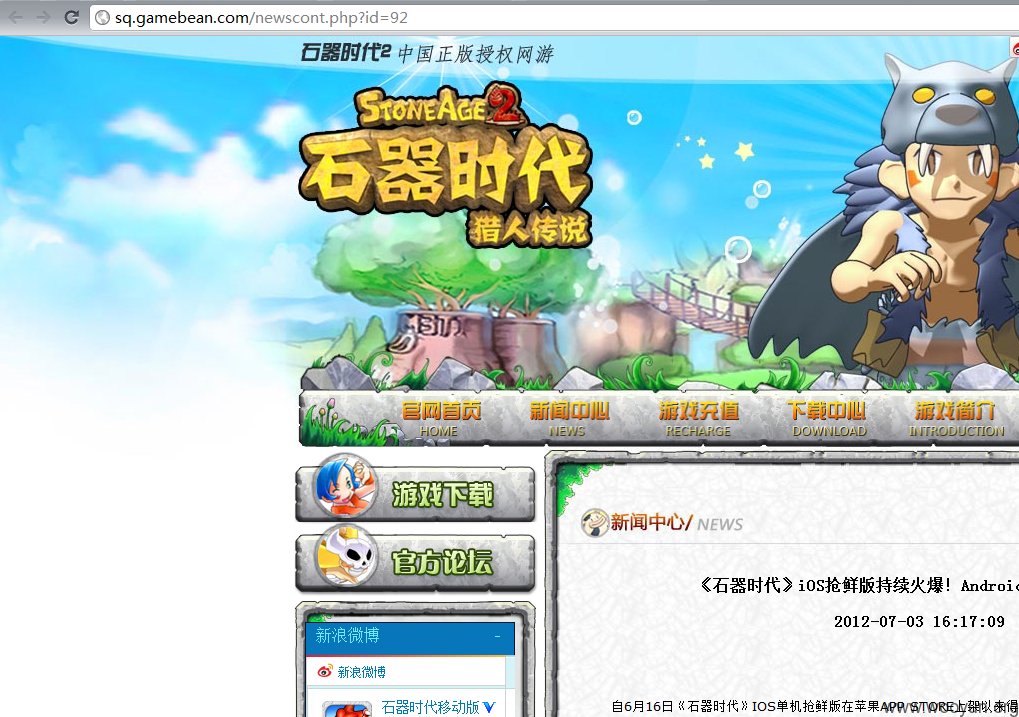 sq.gamebean.com/newscont.php?id=92
石器时代2 中国正版授权网游
STONEAGE 2
石器时代
猎人传说
官网首页 新闻中心 游戏充值 下载中心 游戏简介
HOME NEWS RECHARGE DOWNLOAD INTRODUCTION
游戏下载
官方论坛
新浪微博 -
新浪微博
石器时代移动版
新闻中心/ NEWS
《石器时代》iOS抢鲜版持续火爆! Androi
2012-07-03 16:17:09
自6月16日《石器时代》IOS单机抢鲜版在苹果APP STORE上架以来得
www.wooyun.org